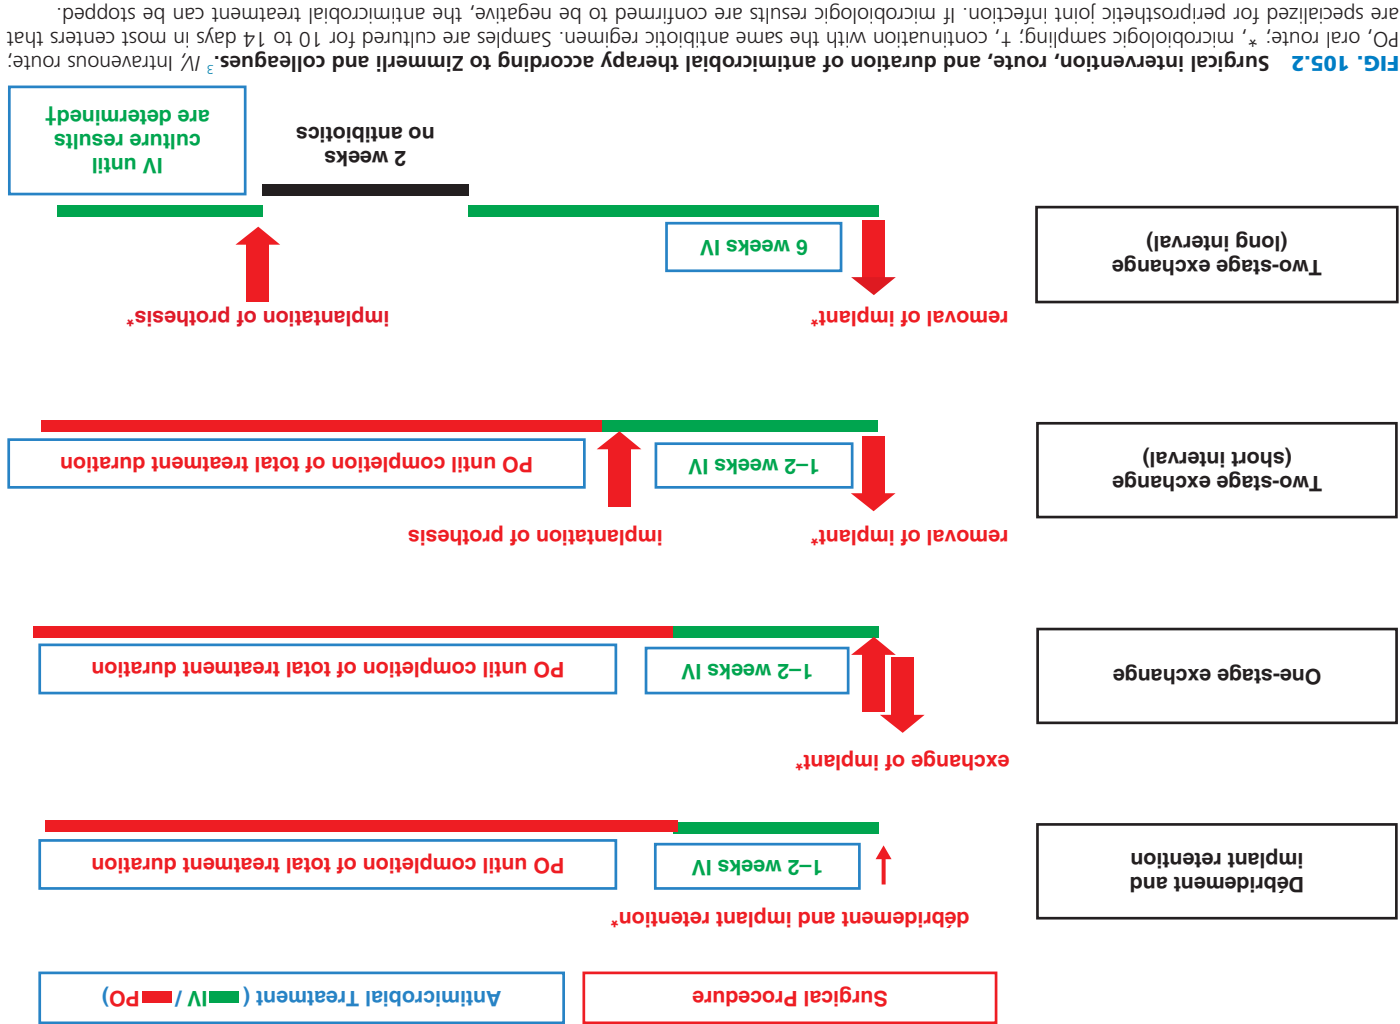 Surgical Procedure
Antimicrobial Treatment ( IV / PO)
Débridement and
implant retention
débridement and implant retention*
1–2 weeks IV
PO until completion of total treatment duration
One-stage exchange
exchange of implant*
1–2 weeks IV
PO until completion of total treatment duration
Two-stage exchange
(short interval)
removal of implant*
implantation of prothesis
1–2 weeks IV
PO until completion of total treatment duration
Two-stage exchange
(long interval)
removal of implant*
implantation of prothesis*
6 weeks IV
2 weeks
no antibiotics
IV until
culture results
are determined†
FIG. 105.2 Surgical intervention, route, and duration of antimicrobial therapy according to Zimmerli and colleagues.3 IV, Intravenous route;
PO, oral route; *, microbiologic sampling; †, continuation with the same antibiotic regimen. Samples are cultured for 10 to 14 days in most centers that
are specialized for periprosthetic joint infection. If microbiologic results are confirmed to be negative, the antimicrobial treatment can be stopped.